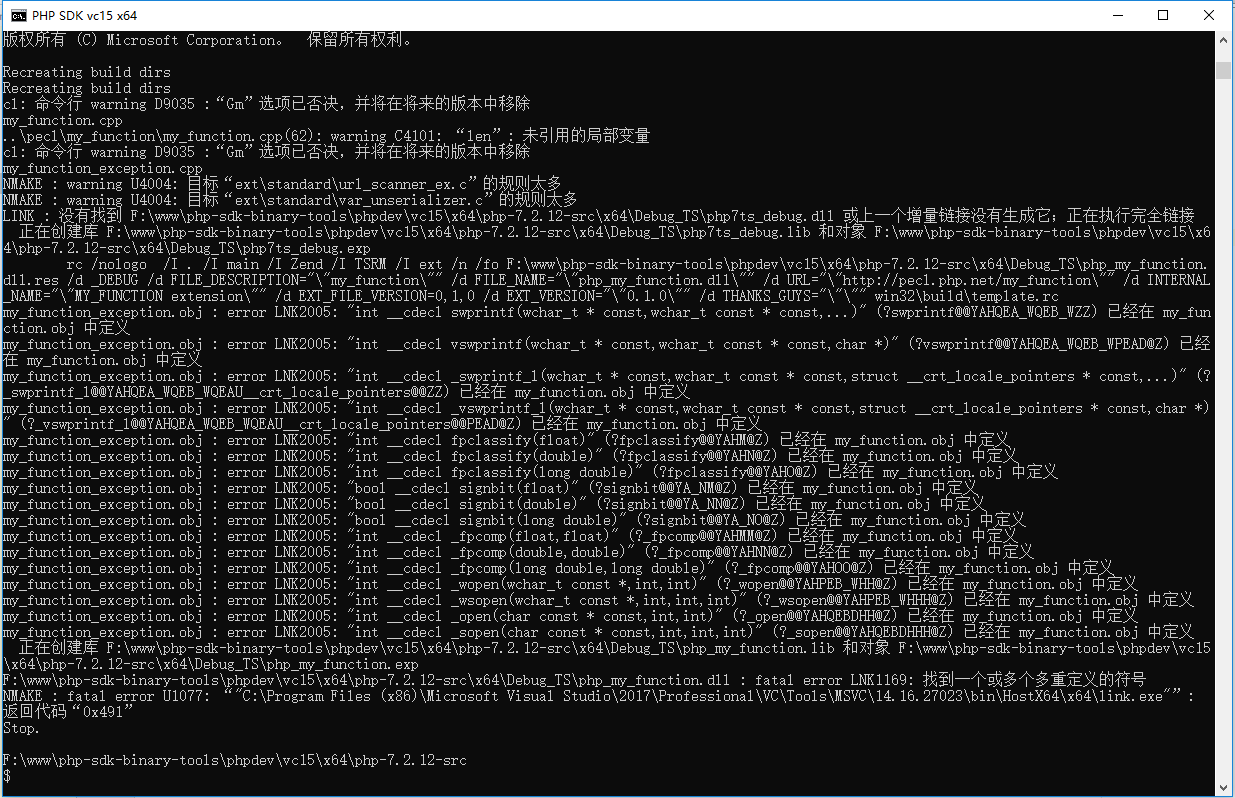 PHP SDK vc15 x64
版权所有 (C) Microsoft Corporation。  保留所有权利。
Recreating build dirs
Recreating build dirs
cl: 命令行 warning D9035 :“Gm”选项已否决，并将在将来的版本中移除
my_function.cpp
..\pecl\my_function\my_function.cpp(62): warning C4101: “len”: 未引用的局部变量
cl: 命令行 warning D9035 :“Gm”选项已否决，并将在将来的版本中移除
my_function_exception.cpp
NMAKE : warning U4004: 目标“ext\standard\url_scanner_ex.c”的规则太多
NMAKE : warning U4004: 目标“ext\standard\var_unserializer.c”的规则太多
LINK : 没有找到 F:\www\php-sdk-binary-tools\phpdev\vc15\x64\php-7.2.12-src\x64\Debug_TS\php7ts_debug.dll 或上一个增量链接没有生成它；正在执行完全链接
  正在创建库 F:\www\php-sdk-binary-tools\phpdev\vc15\x64\php-7.2.12-src\x64\Debug_TS\php7ts_debug.lib 和对象 F:\www\php-sdk-binary-tools\phpdev\vc15\x6
4\php-7.2.12-src\x64\Debug_TS\php7ts_debug.exp
        rc /nologo  /I . /I main /I Zend /I TSRM /I ext /n /fo F:\www\php-sdk-binary-tools\phpdev\vc15\x64\php-7.2.12-src\x64\Debug_TS\php_my_function.
dll.res /d _DEBUG /d FILE_DESCRIPTION="\"my_function\"" /d FILE_NAME="\"php_my_function.dll\"" /d URL="\"http://pecl.php.net/my_function\"" /d INTERNAL
_NAME="\"MY_FUNCTION extension\"" /d EXT_FILE_VERSION=0,1,0 /d EXT_VERSION="\"0.1.0\"" /d THANKS_GUYS="\"\"" win32\build\template.rc
my_function_exception.obj : error LNK2005: "int __cdecl swprintf(wchar_t * const,wchar_t const * const,...)" (?swprintf@@YAHQEA_WQEB_WZZ) 已经在 my_fun
ction.obj 中定义
my_function_exception.obj : error LNK2005: "int __cdecl vswprintf(wchar_t * const,wchar_t const * const,char *)" (?vswprintf@@YAHQEA_WQEB_WPEAD@Z) 已经
在 my_function.obj 中定义
my_function_exception.obj : error LNK2005: "int __cdecl _swprintf_l(wchar_t * const,wchar_t const * const,struct __crt_locale_pointers * const,...)" (?
_swprintf_l@@YAHQEA_WQEB_WQEAU__crt_locale_pointers@@ZZ) 已经在 my_function.obj 中定义
my_function_exception.obj : error LNK2005: "int __cdecl _vswprintf_l(wchar_t * const,wchar_t const * const,struct __crt_locale_pointers * const,char *)
" (?_vswprintf_l@@YAHQEA_WQEB_WQEAU__crt_locale_pointers@@PEAD@Z) 已经在 my_function.obj 中定义
my_function_exception.obj : error LNK2005: "int __cdecl fpclassify(float)" (?fpclassify@@YAHM@Z) 已经在 my_function.obj 中定义
my_function_exception.obj : error LNK2005: "int __cdecl fpclassify(double)" (?fpclassify@@YAHN@Z) 已经在 my_function.obj 中定义
my_function_exception.obj : error LNK2005: "int __cdecl fpclassify(long double)" (?fpclassify@@YAHO@Z) 已经在 my_function.obj 中定义
my_function_exception.obj : error LNK2005: "bool __cdecl signbit(float)" (?signbit@@YA_NM@Z) 已经在 my_function.obj 中定义
my_function_exception.obj : error LNK2005: "bool __cdecl signbit(double)" (?signbit@@YA_NN@Z) 已经在 my_function.obj 中定义
my_function_exception.obj : error LNK2005: "bool __cdecl signbit(long double)" (?signbit@@YA_NO@Z) 已经在 my_function.obj 中定义
my_function_exception.obj : error LNK2005: "int __cdecl _fpcomp(float,float)" (?_fpcomp@@YAHMM@Z) 已经在 my_function.obj 中定义
my_function_exception.obj : error LNK2005: "int __cdecl _fpcomp(double,double)" (?_fpcomp@@YAHNN@Z) 已经在 my_function.obj 中定义
my_function_exception.obj : error LNK2005: "int __cdecl _fpcomp(long double,long double)" (?_fpcomp@@YAHOO@Z) 已经在 my_function.obj 中定义
my_function_exception.obj : error LNK2005: "int __cdecl _wopen(wchar_t const *,int,int)" (?_wopen@@YAHPEB_WHH@Z) 已经在 my_function.obj 中定义
my_function_exception.obj : error LNK2005: "int __cdecl _wsopen(wchar_t const *,int,int,int)" (?_wsopen@@YAHPEB_WHHH@Z) 已经在 my_function.obj 中定义
my_function_exception.obj : error LNK2005: "int __cdecl _open(char const * const,int,int)" (?_open@@YAHQEBDHH@Z) 已经在 my_function.obj 中定义
my_function_exception.obj : error LNK2005: "int __cdecl _sopen(char const * const,int,int,int)" (?_sopen@@YAHQEBDHHH@Z) 已经在 my_function.obj 中定义
  正在创建库 F:\www\php-sdk-binary-tools\phpdev\vc15\x64\php-7.2.12-src\x64\Debug_TS\php_my_function.lib 和对象 F:\www\php-sdk-binary-tools\phpdev\vc15
\x64\php-7.2.12-src\x64\Debug_TS\php_my_function.exp
F:\www\php-sdk-binary-tools\phpdev\vc15\x64\php-7.2.12-src\x64\Debug_TS\php_my_function.dll : fatal error LNK1169: 找到一个或多个多重定义的符号
NMAKE : fatal error U1077: “"C:\Program Files (x86)\Microsoft Visual Studio\2017\Professional\VC\Tools\MSVC\14.16.27023\bin\HostX64\x64\link.exe"”:
返回代码“0x491”
Stop.
F:\www\php-sdk-binary-tools\phpdev\vc15\x64\php-7.2.12-src
$